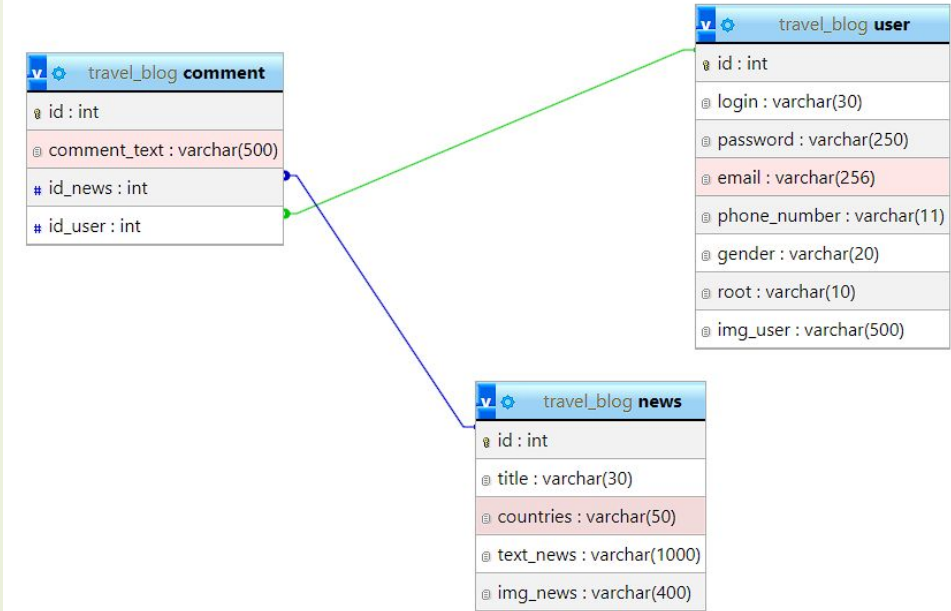 travel_blog comment
id : int
comment_text : varchar(500)
# id_news : int
# id_user : int
travel_blog user
id : int
login : varchar(30)
password : varchar(250)
email : varchar(256)
phone_number : varchar(11)
gender : varchar(20)
root : varchar(10)
img_user : varchar(500)
travel_blog news
id : int
title : varchar(30)
countries : varchar(50)
text_news : varchar(1000)
img_news : varchar(400)